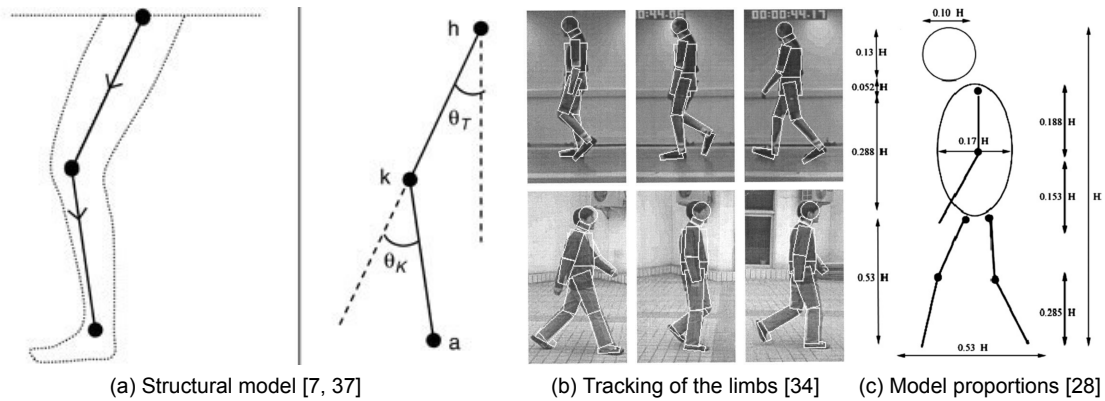 h
θT
k
θK
a
0:44.06
00:00:44.17
0.10 H
0.13 H
0.052 H
0.288 H
0.53 H
0.17 H
0.188 H
0.153 H
0.285 H
H
0.53 H
(a) Structural model [7, 37]
(b) Tracking of the limbs [34]
(c) Model proportions [28]